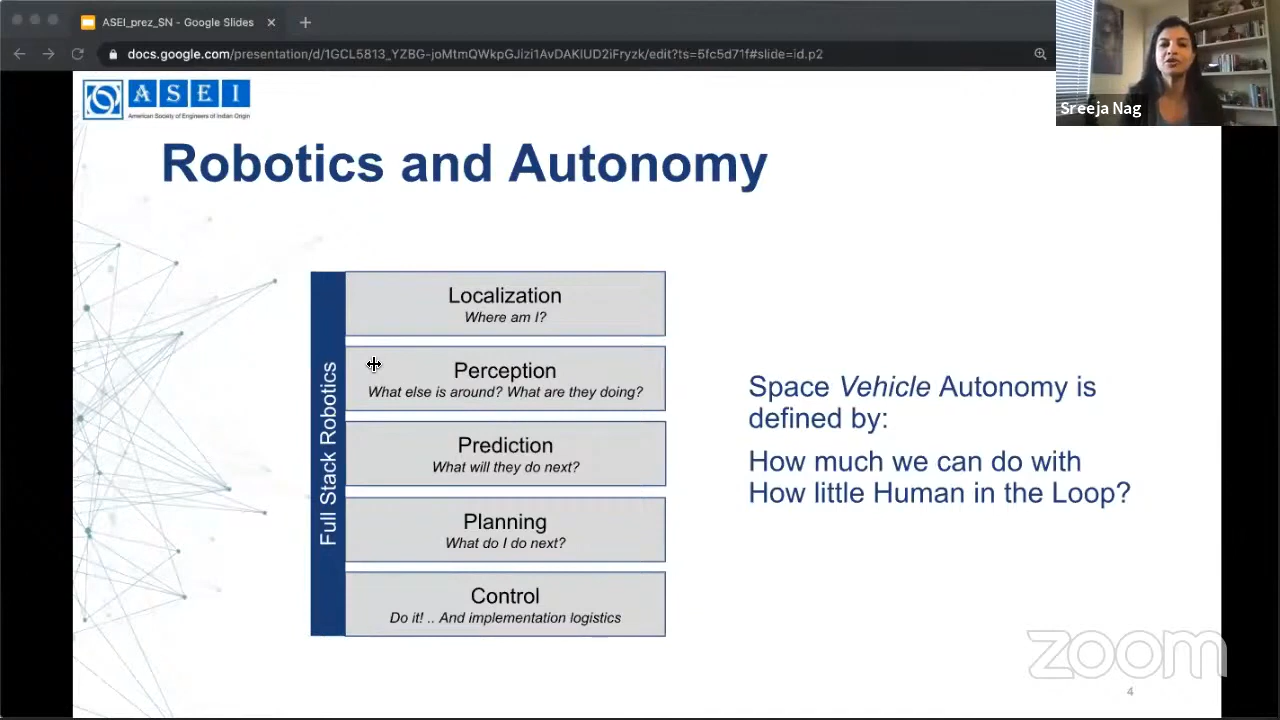 ASEI_prez_SN - Google Slides
docs.google.com/presentation/d/1GCL5813_YZBG-joMtmTMVkpGJizi1AvDAKlUD2iFryzk/edit?ts=5fc5d71f#slide=id.p2
Sreeja Nag
A S E I
American Society of Engineers of Indian Origin
Robotics and Autonomy
Full Stack Robotics
Localization
Where am I?
Perception
What else is around? What are they doing?
Prediction
What will they do next?
Planning
What do I do next?
Control
Do it! .. And implementation logistics
Space Vehicle Autonomy is
defined by:
How much we can do with
How little Human in the Loop?
zoom
4